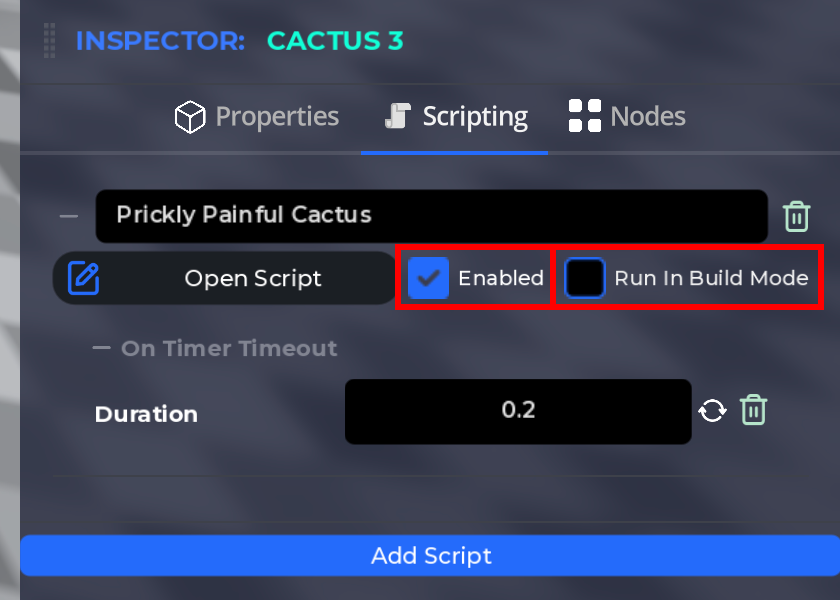 INSPECTOR: CACTUS 3
Properties Scripting Nodes
Prickly Painful Cactus
Open Script Enabled Run In Build Mode
On Timer Timeout
Duration 0.2
Add Script